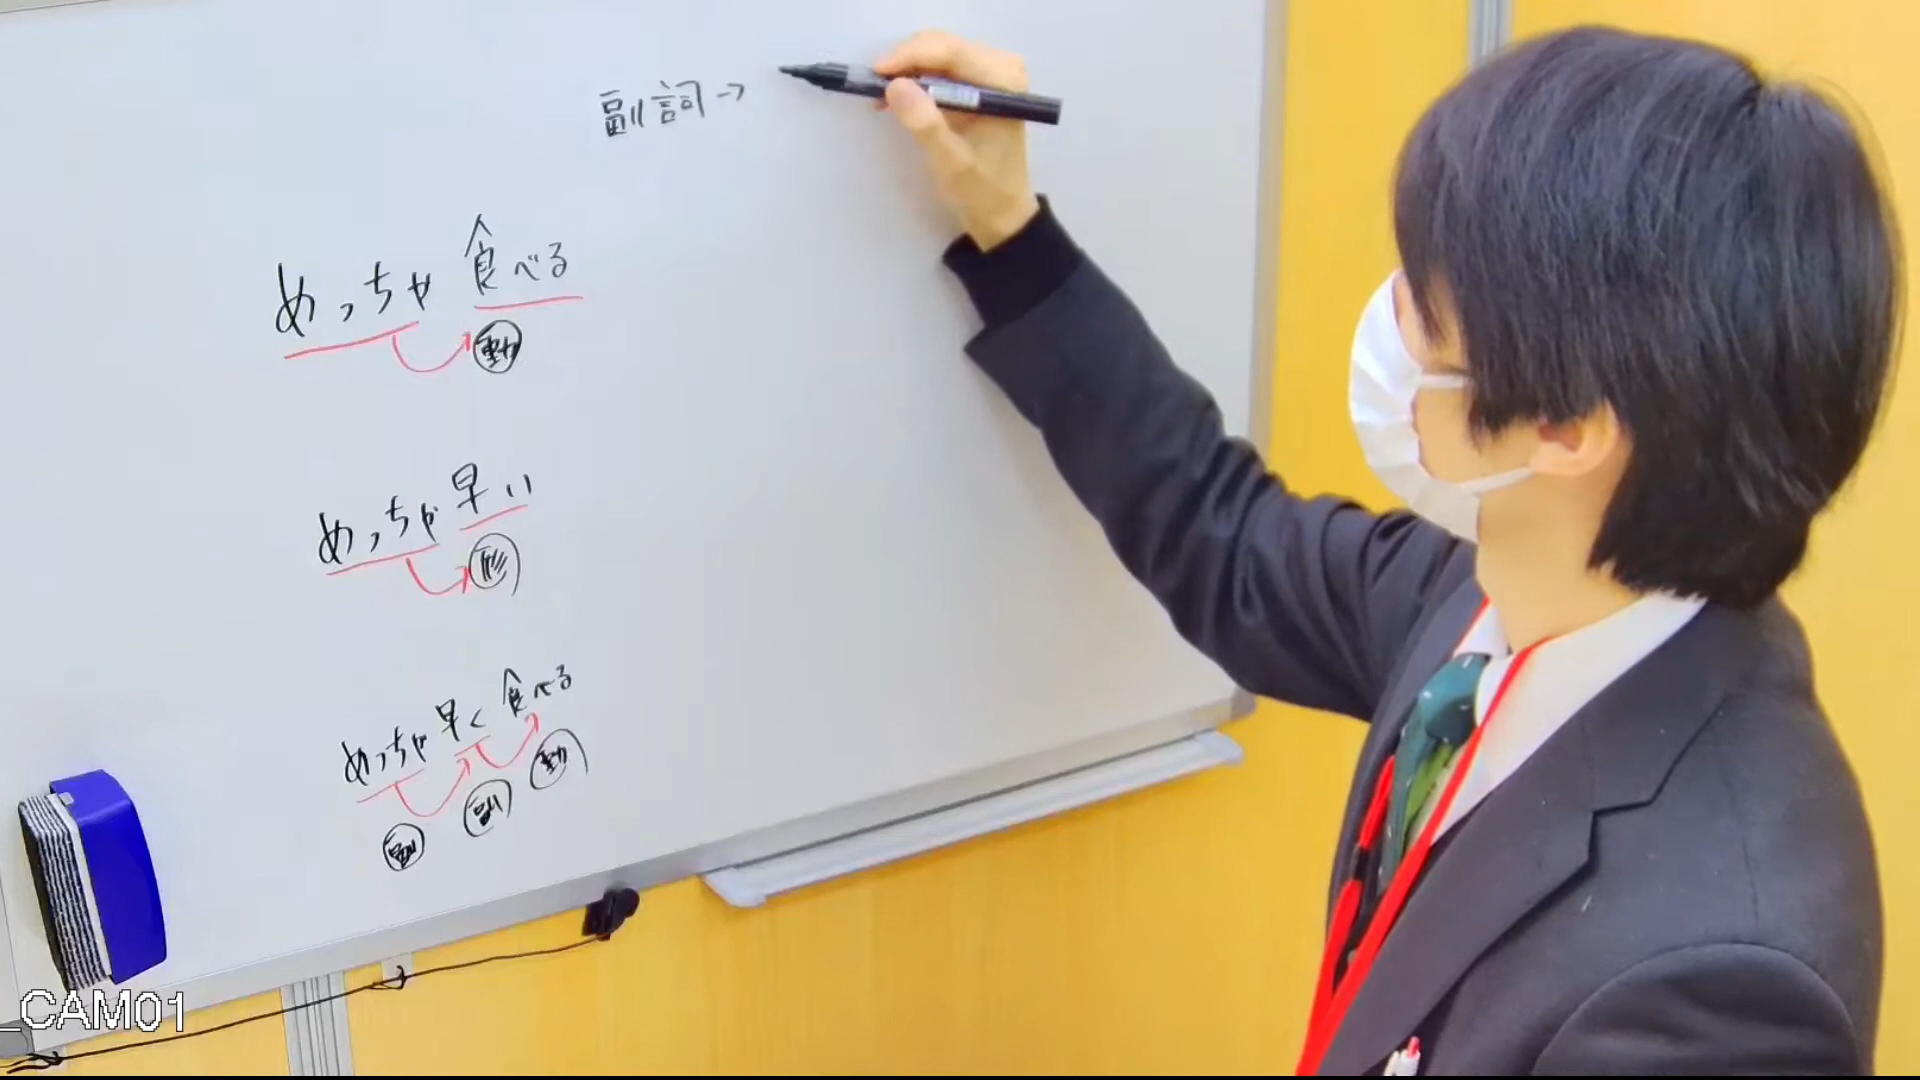 副詞→
めっちゃ 食べる
動
めっちゃ 早い
形
めっちゃ 早く 食べる
副 副 動
_CAM01